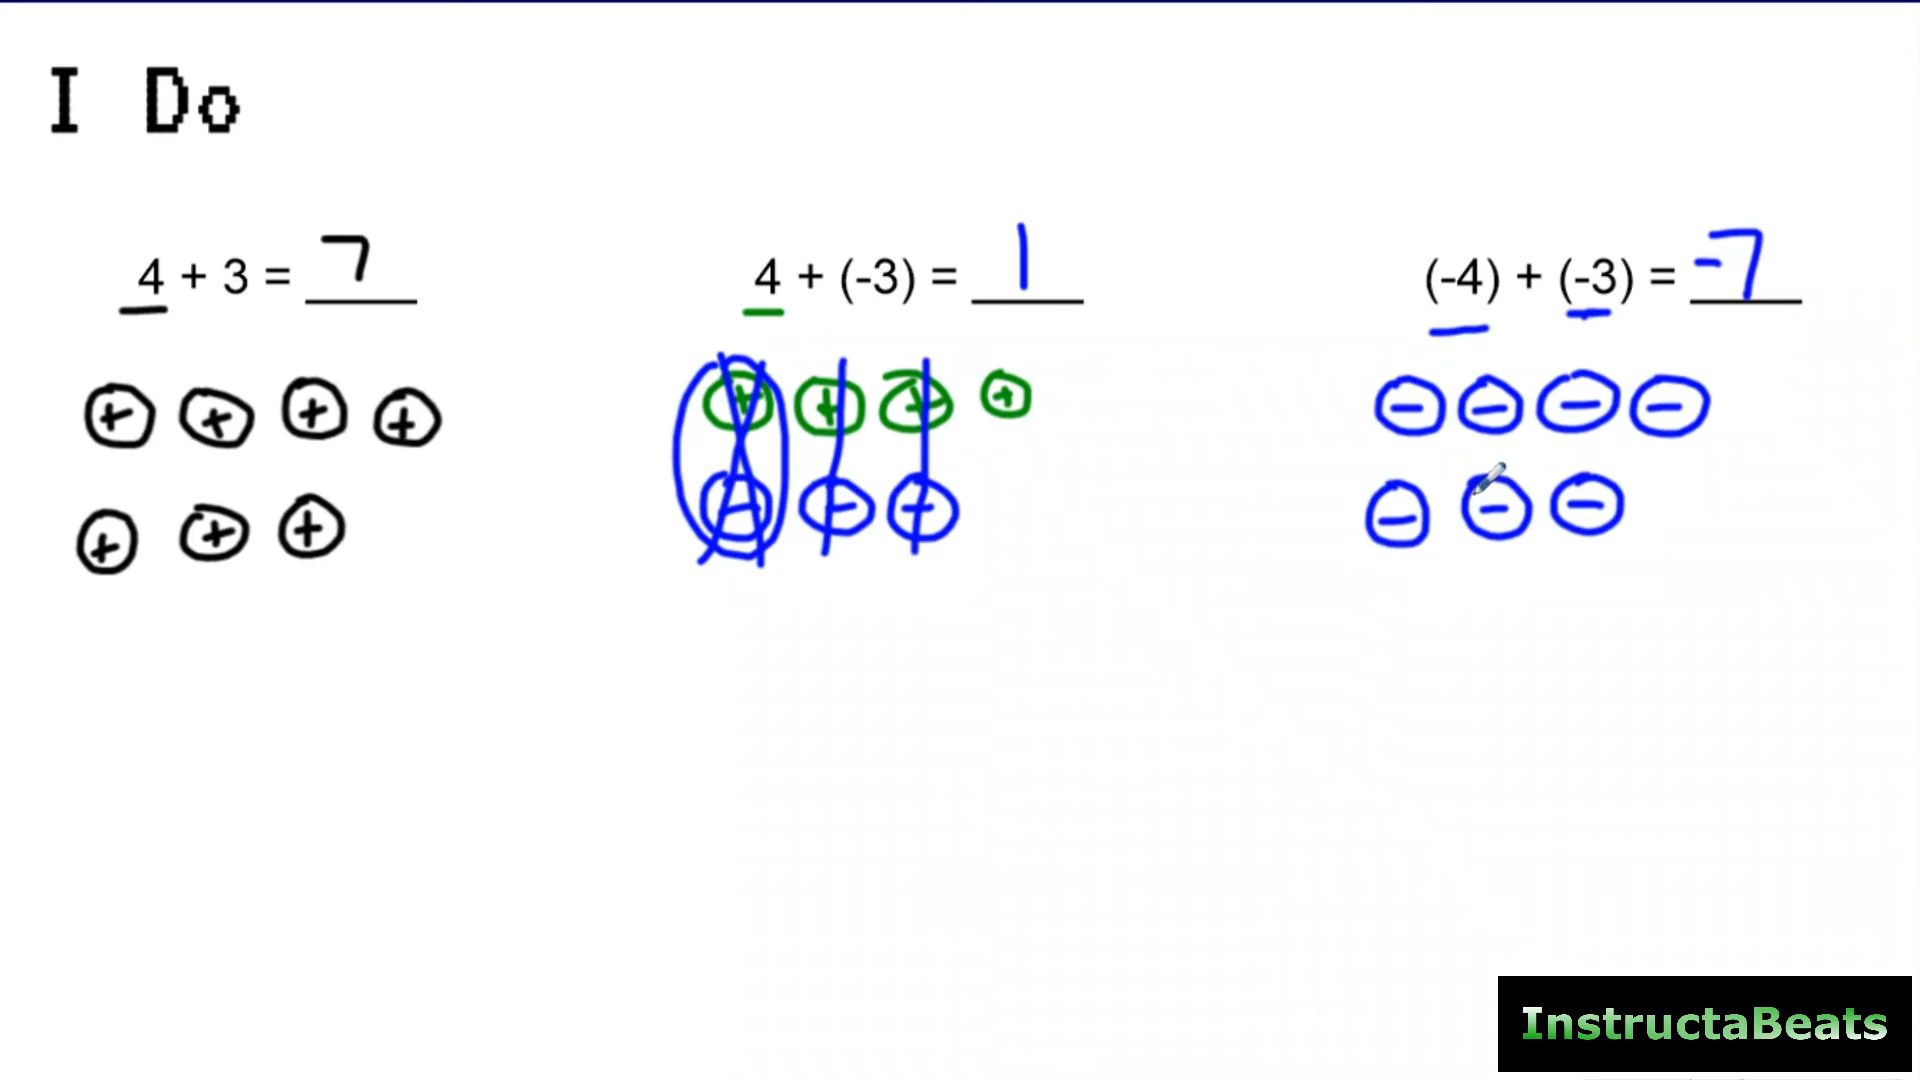 I Do
4 + 3 = 7
4 + (-3) = 1
(-4) + (-3) = -7
+ + + +
+ + + +
- - - -
+ + +
- - -
- - -
InstructaBeats